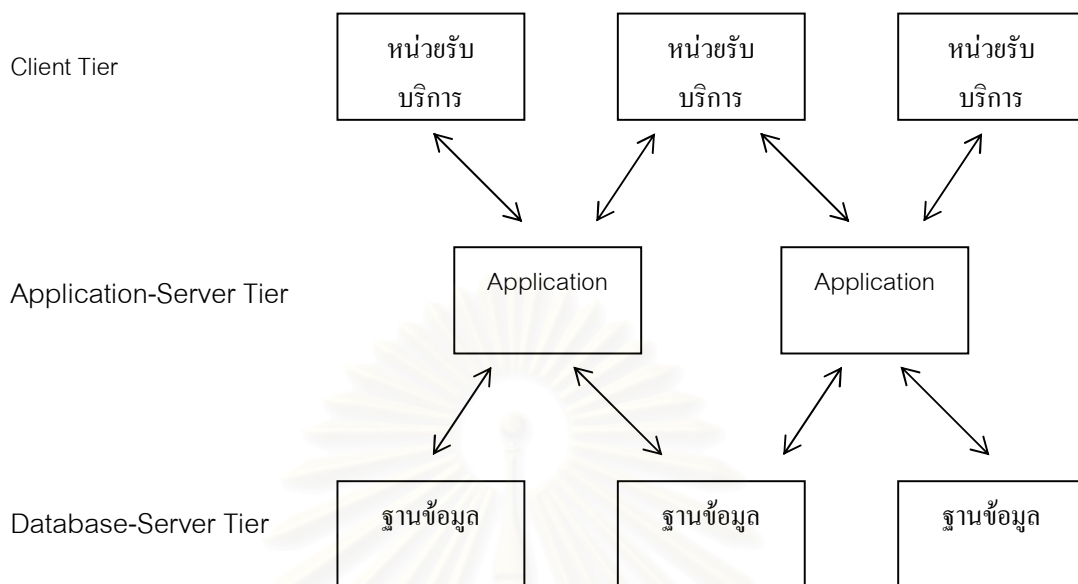 Client Tier
หน่วยรับ
บริการ
หน่วยรับ
บริการ
หน่วยรับ
บริการ
Application-Server Tier
Application
Application
Database-Server Tier
ฐานข้อมูล
ฐานข้อมูล
ฐานข้อมูล